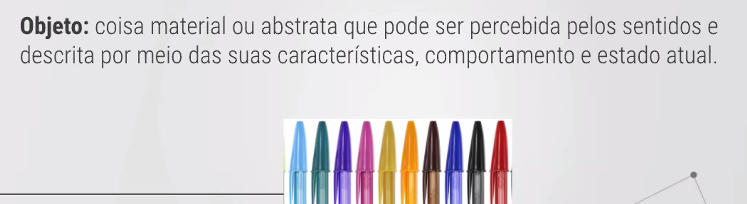 Objeto: coisa material ou abstrata que pode ser percebida pelos sentidos e
descrita por meio das suas características, comportamento e estado atual.